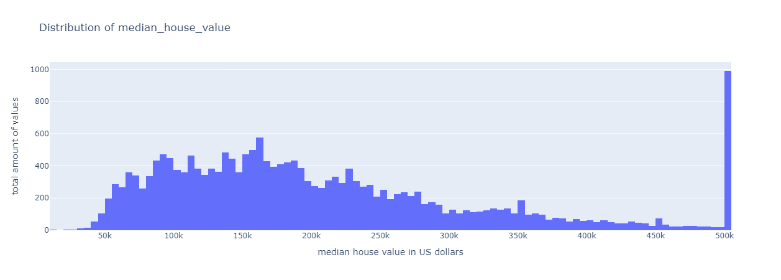 Distribution of median_house_value
total amount of values
1000
800
600
400
200
0
50k 100k 150k 200k 250k 300k 350k 400k 450k 500k
median house value in US dollars